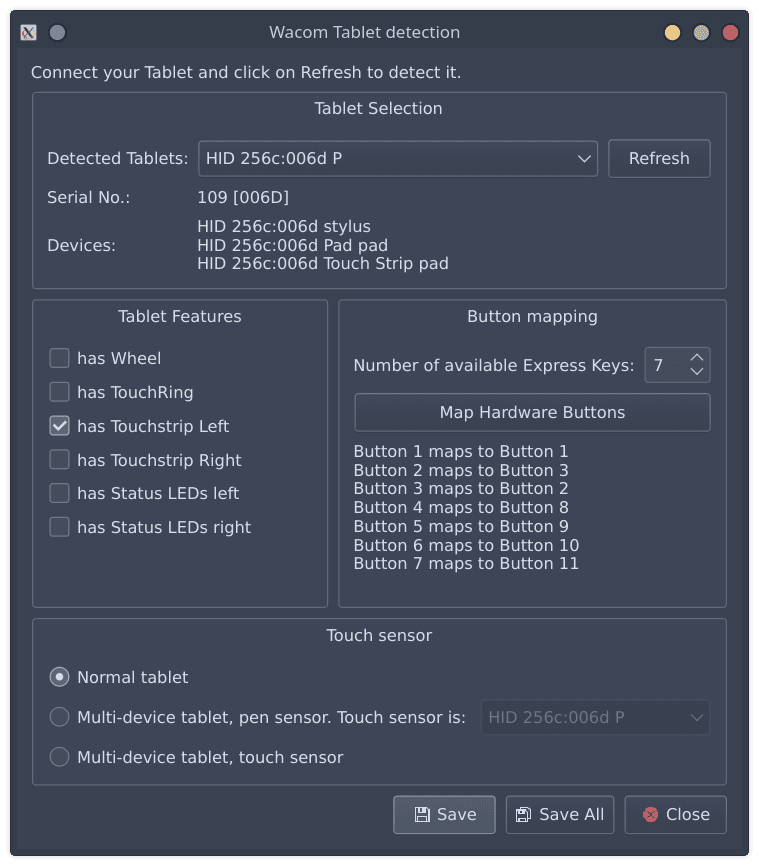 Wacom Tablet detection
Connect your Tablet and click on Refresh to detect it.
Tablet Selection
Detected Tablets: HID 256c:006d P Refresh
Serial No.: 109 [006D]
HID 256c:006d stylus
Devices: HID 256c:006d Pad pad
HID 256c:006d Touch Strip pad
Tablet Features
has Wheel
has TouchRing
has Touchstrip Left
has Touchstrip Right
has Status LEDs left
has Status LEDs right
Button mapping
Number of available Express Keys: 7
Map Hardware Buttons
Button 1 maps to Button 1
Button 2 maps to Button 3
Button 3 maps to Button 2
Button 4 maps to Button 8
Button 5 maps to Button 9
Button 6 maps to Button 10
Button 7 maps to Button 11
Touch sensor
Normal tablet
Multi-device tablet, pen sensor. Touch sensor is: HID 256c:006d P
Multi-device tablet, touch sensor
Save Save All Close